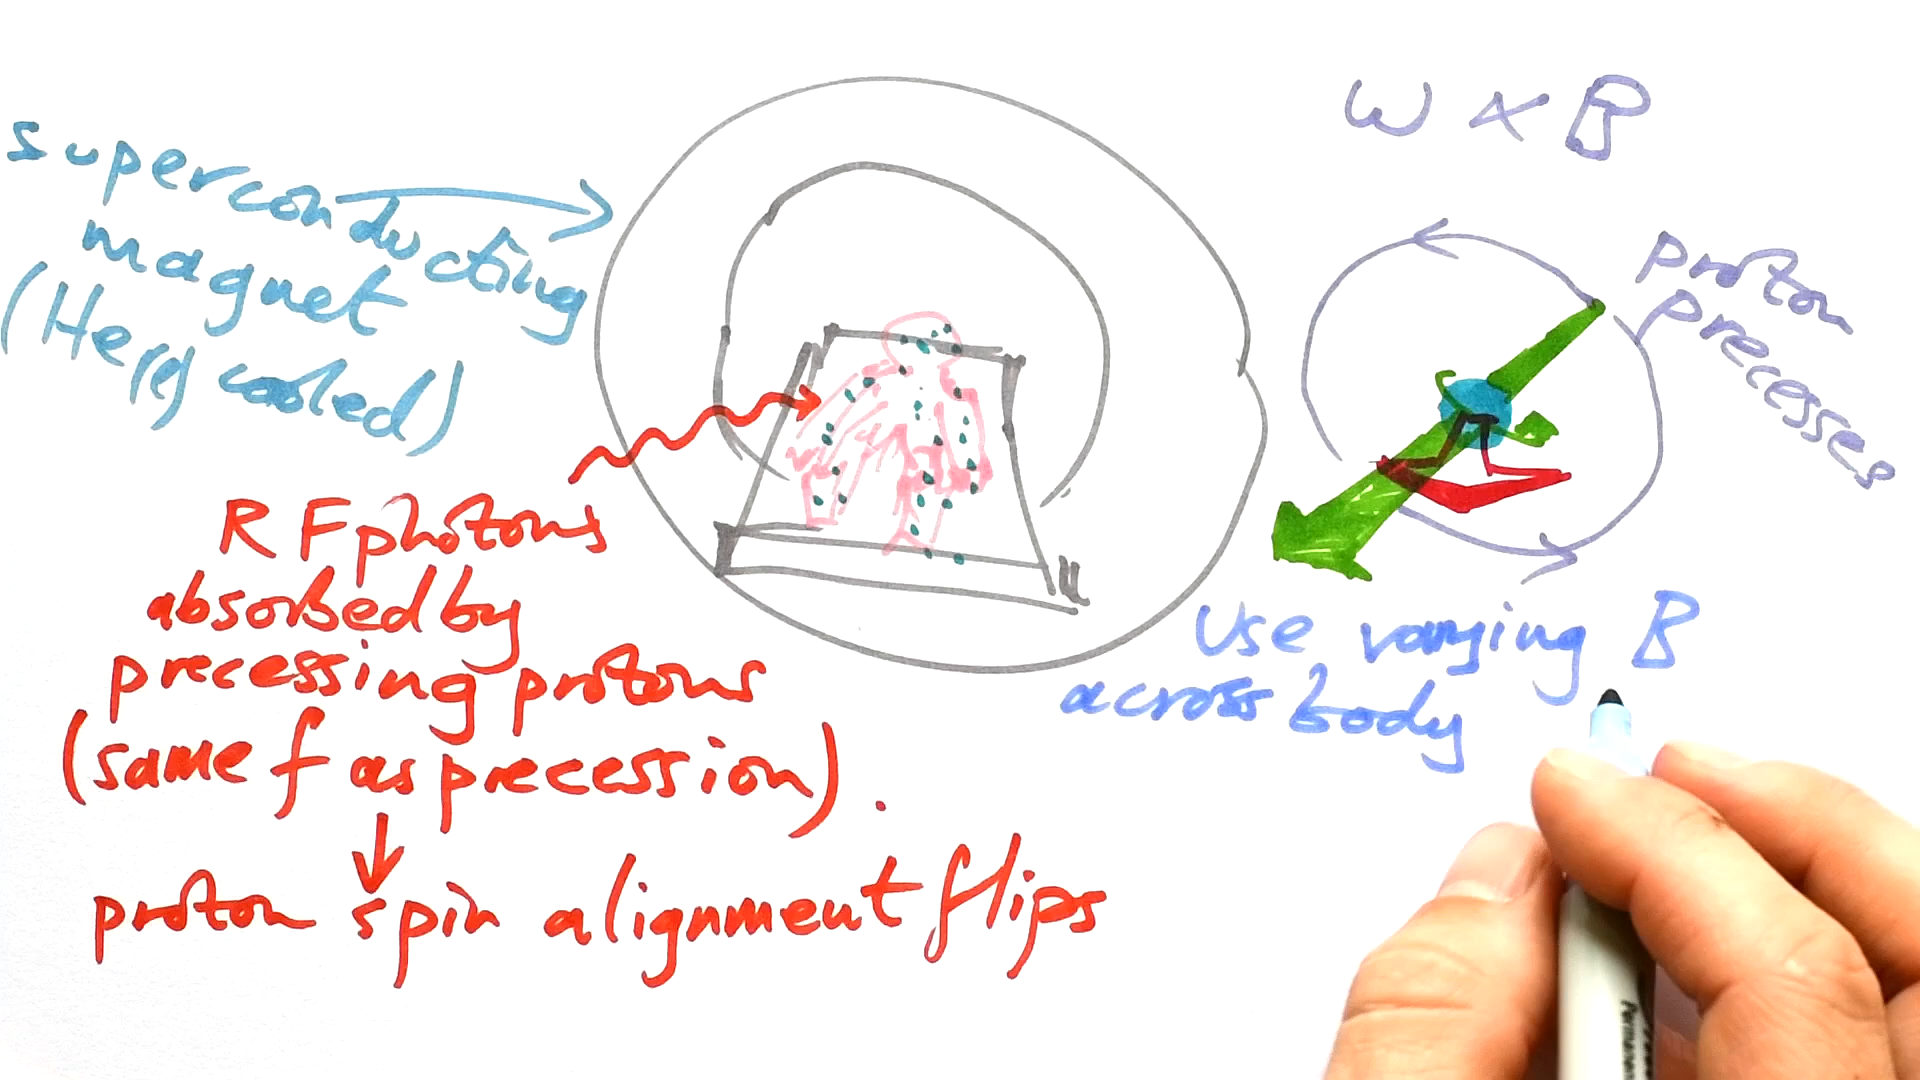 superconducting
magnet
(He(l) cooled)
RF photons
absorbed by
precessing protons
(same f as precession).
↓
proton spin alignment flips
ω ∝ B
proton
precesses
Use varying B
across body
Permanent